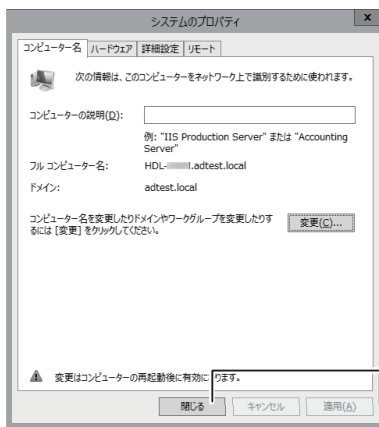 システムのプロパティ
x
コンピューター名 ハードウェア 詳細設定 リモート
次の情報は、このコンピューターをネットワーク上で識別するために使われます。
コンピューターの説明(D):
例: "IIS Production Server" または "Accounting
Server"
フル コンピューター名: HDL- .adtest.local
ドメイン: adtest.local
コンピューター名を変更したりドメインやワークグループを変更したりす
るには [変更] をクリックしてください。
変更(C)...
変更はコンピューターの再起動後に有効になります。
閉じる キャンセル 適用(A)